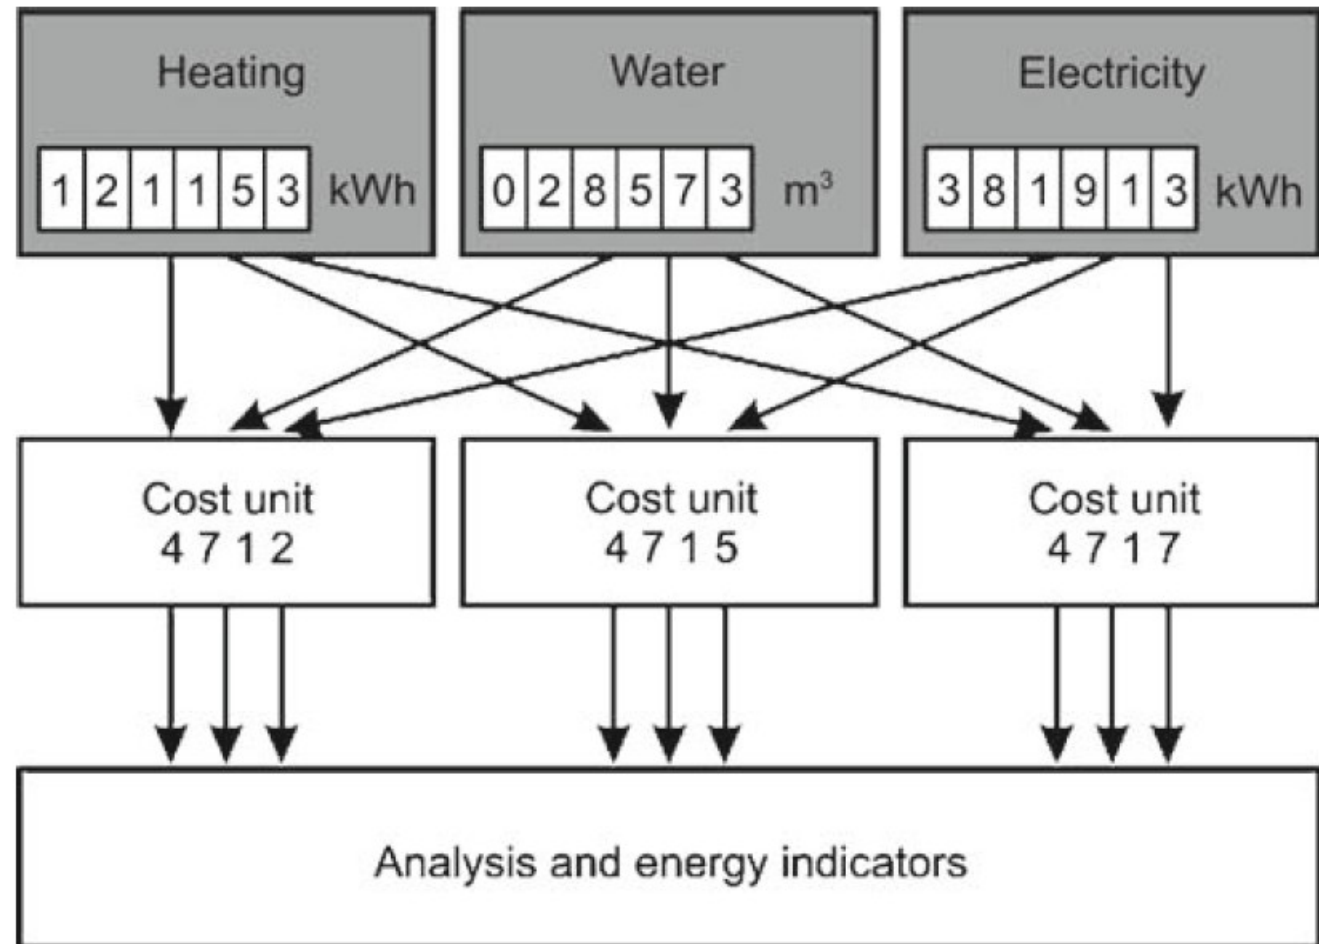 Heating
Water
Electricity
1 2 1 1 5 3 kWh
0 2 8 5 7 3 m³
3 8 1 9 1 3 kWh
Cost unit
4 7 1 2
Cost unit
4 7 1 5
Cost unit
4 7 1 7
Analysis and energy indicators